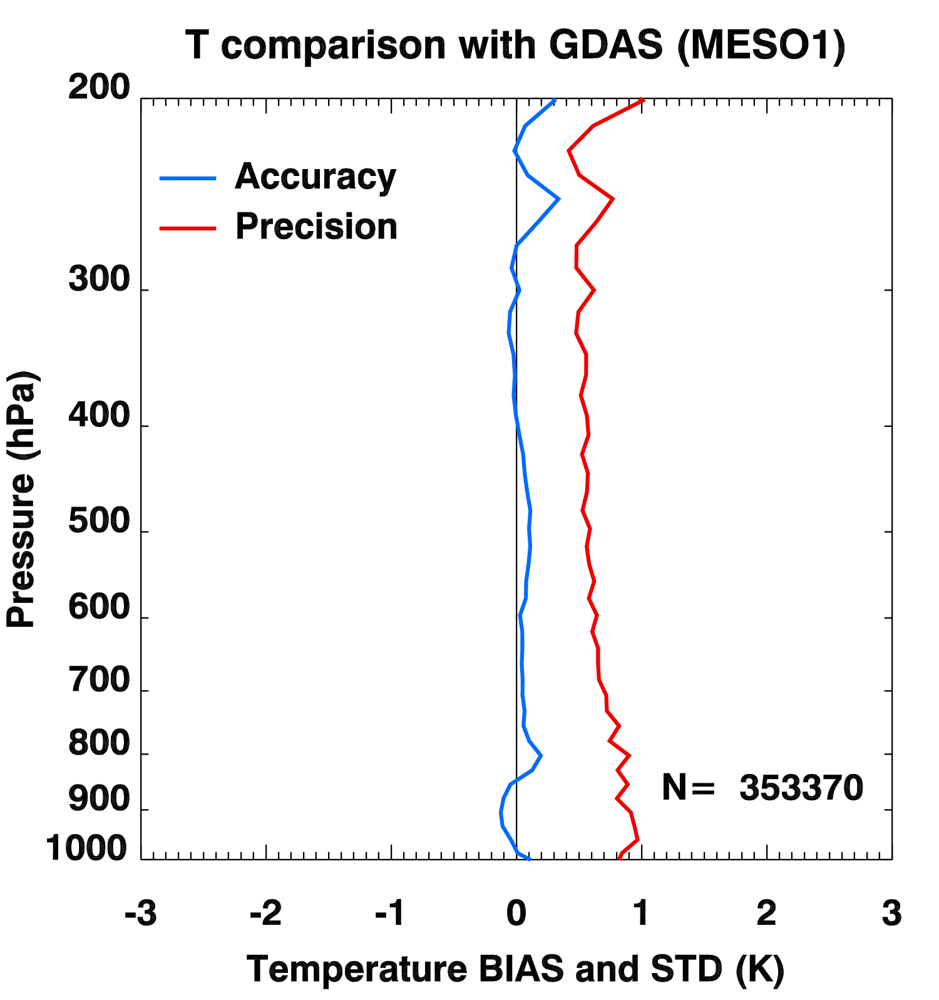 T comparison with GDAS (MESO1)
200
Accuracy
Precision
300
400
500
600
700
800
900
1000
Pressure (hPa)
N= 353370
-3 -2 -1 0 1 2 3
Temperature BIAS and STD (K)